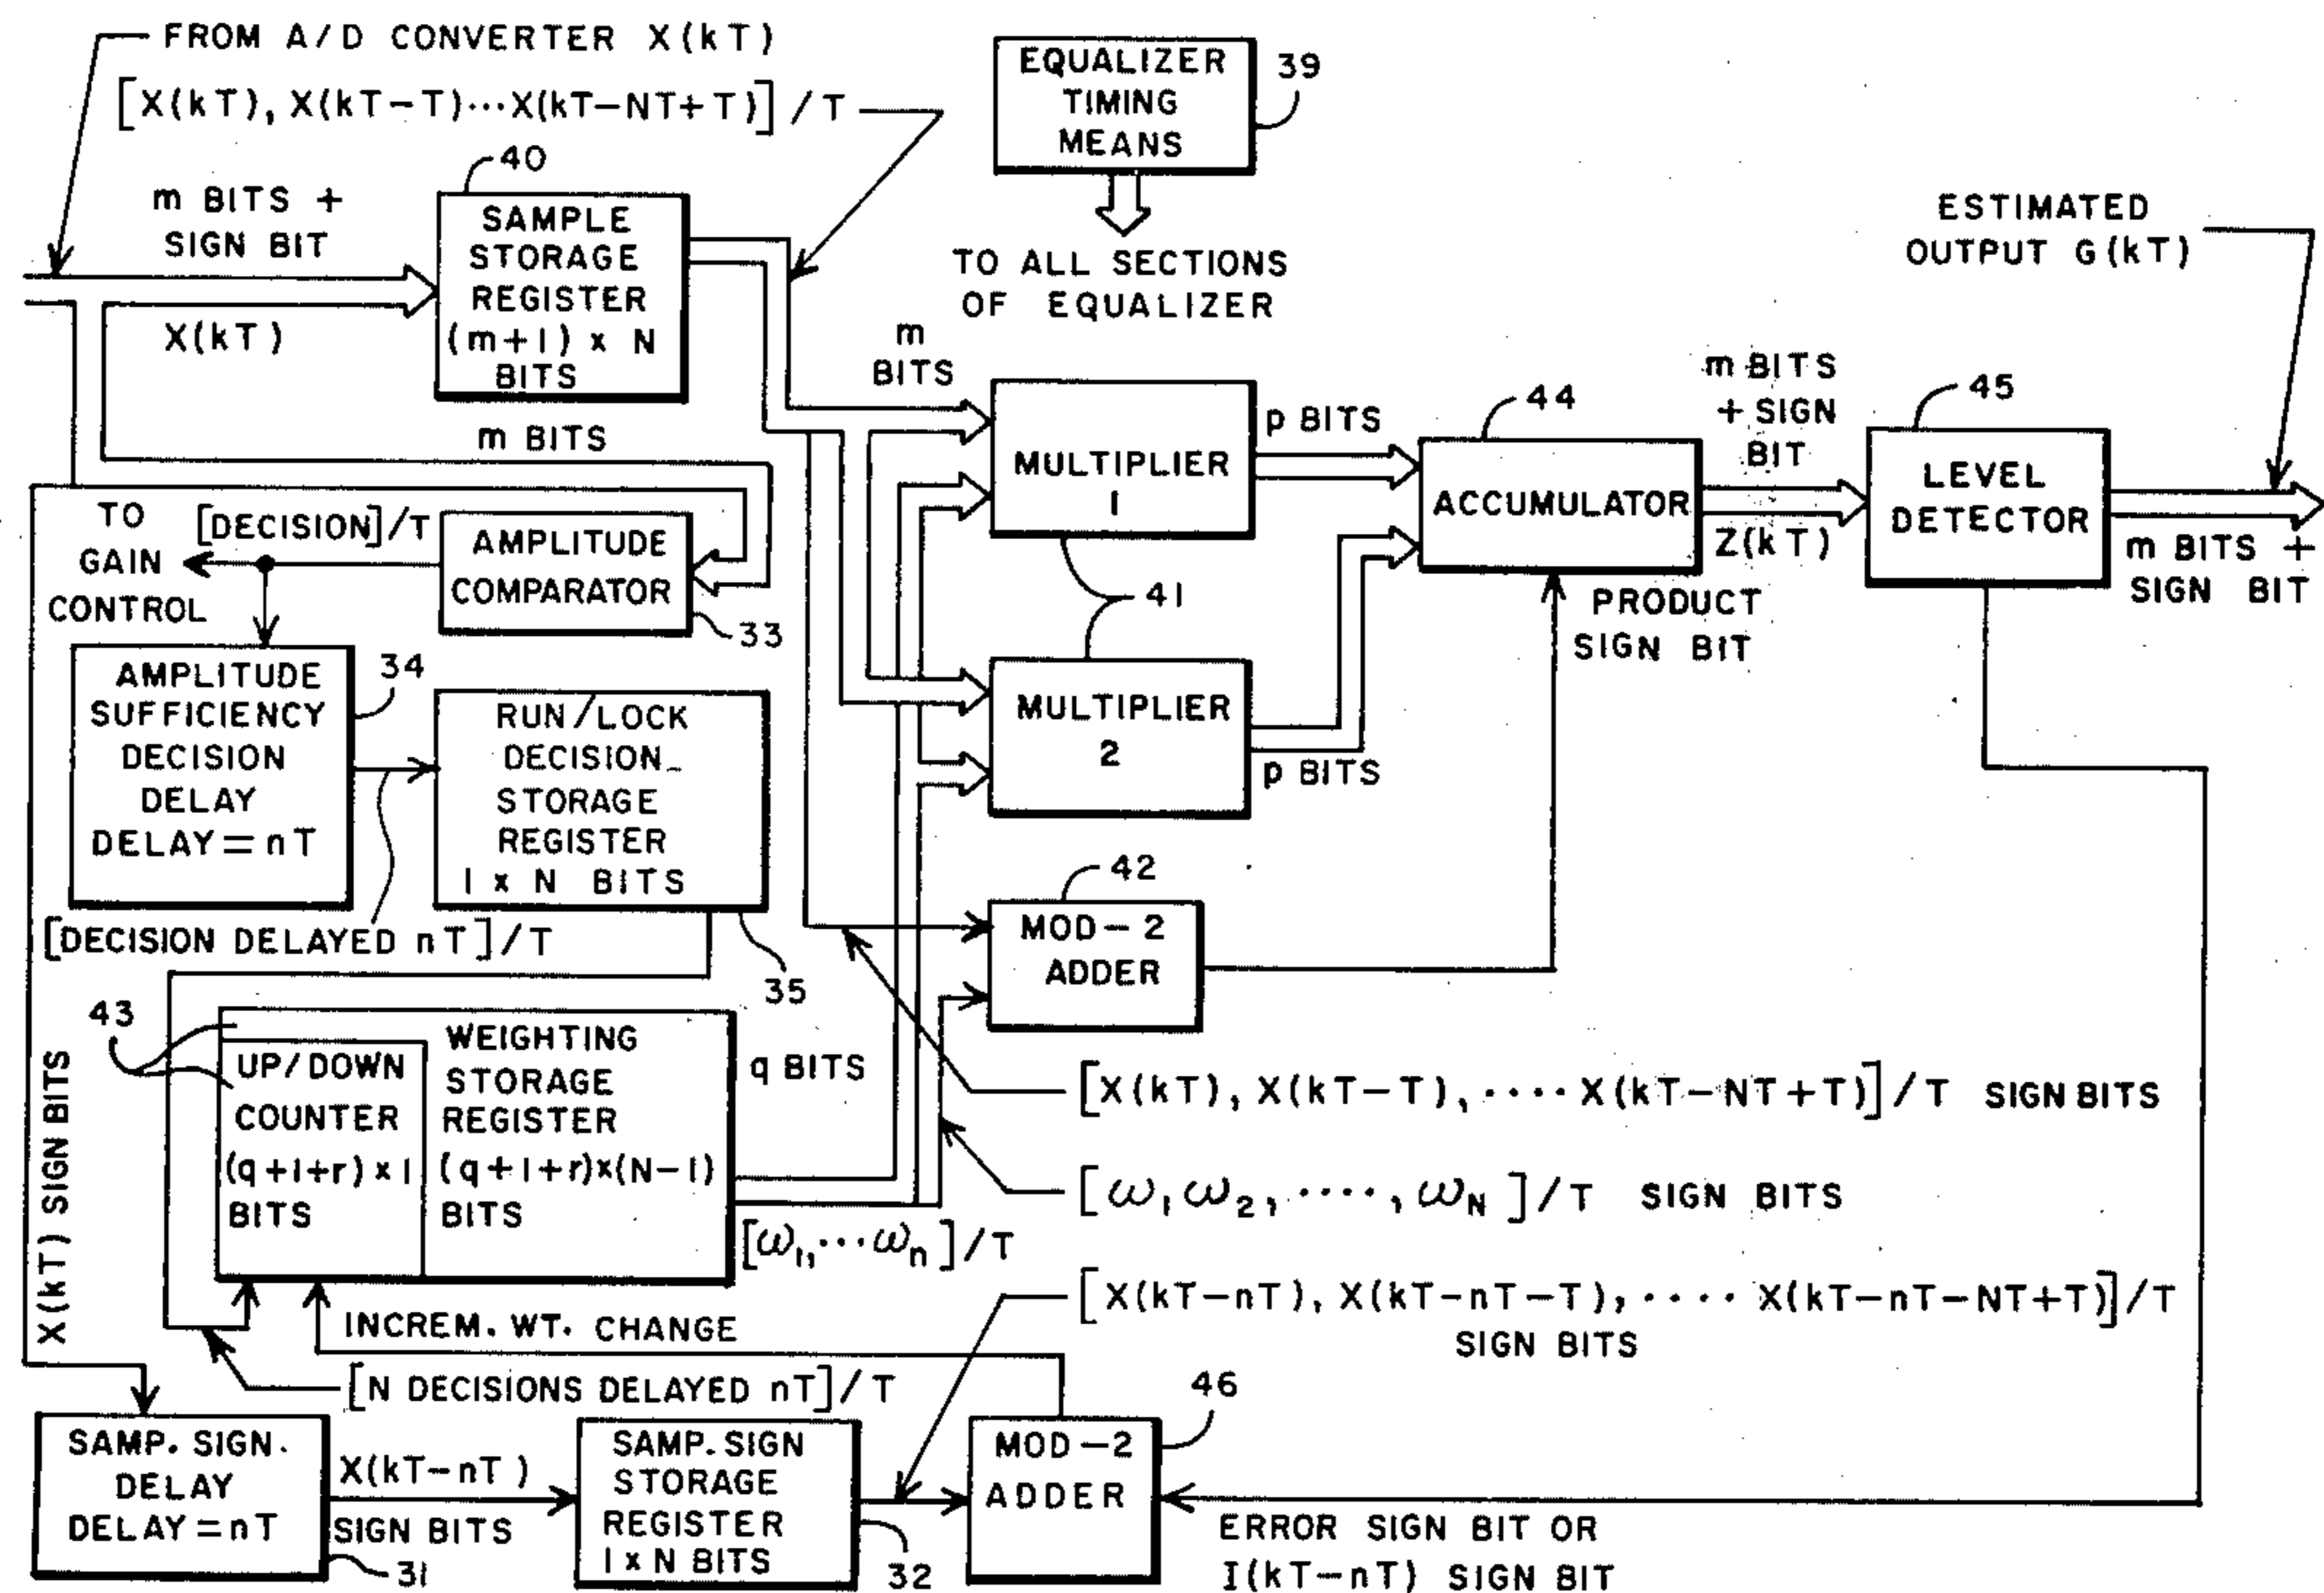 FROM A/D CONVERTER X(kT)
[X(kT), X(kT-T)···X(kT-NT+T)]/T
EQUALIZER
TIMING
MEANS
39
TO ALL SECTIONS
OF EQUALIZER
m BITS +
SIGN BIT
X(kT)
40
SAMPLE
STORAGE
REGISTER
(m+1) x N
BITS
m BITS
m
BITS
MULTIPLIER
1
p BITS
41
MULTIPLIER
2
p BITS
44
ACCUMULATOR
m BITS
+ SIGN
BIT
Z(kT)
PRODUCT
SIGN BIT
45
LEVEL
DETECTOR
ESTIMATED
OUTPUT G(kT)
m BITS +
SIGN BIT
TO
GAIN
CONTROL
[DECISION]/T
AMPLITUDE
COMPARATOR
33
AMPLITUDE
SUFFICIENCY
DECISION
DELAY
DELAY=nT
34
RUN/LOCK
DECISION
STORAGE
REGISTER
1 x N BITS
35
[DECISION DELAYED nT]/T
42
MOD-2
ADDER
43
UP/DOWN
COUNTER
(q+1+r) x 1
BITS
WEIGHTING
STORAGE
REGISTER
(q+1+r)x(N-1)
BITS
q BITS
[ω1,···ωn]/T
[X(kT), X(kT-T), ···· X(kT-NT+T)]/T SIGN BITS
[ω, ω2, ····, ωN]/T SIGN BITS
[X(kT-nT), X(kT-nT-T), ···· X(kT-nT-NT+T)]/T
SIGN BITS
X(kT) SIGN BITS
INCREM. WT. CHANGE
[N DECISIONS DELAYED nT]/T
SAMP. SIGN.
DELAY
DELAY=nT
31
X(kT-nT)
SIGN BITS
SAMP. SIGN
STORAGE
REGISTER
1 x N BITS
32
MOD-2
ADDER
46
ERROR SIGN BIT OR
I(kT-nT) SIGN BIT